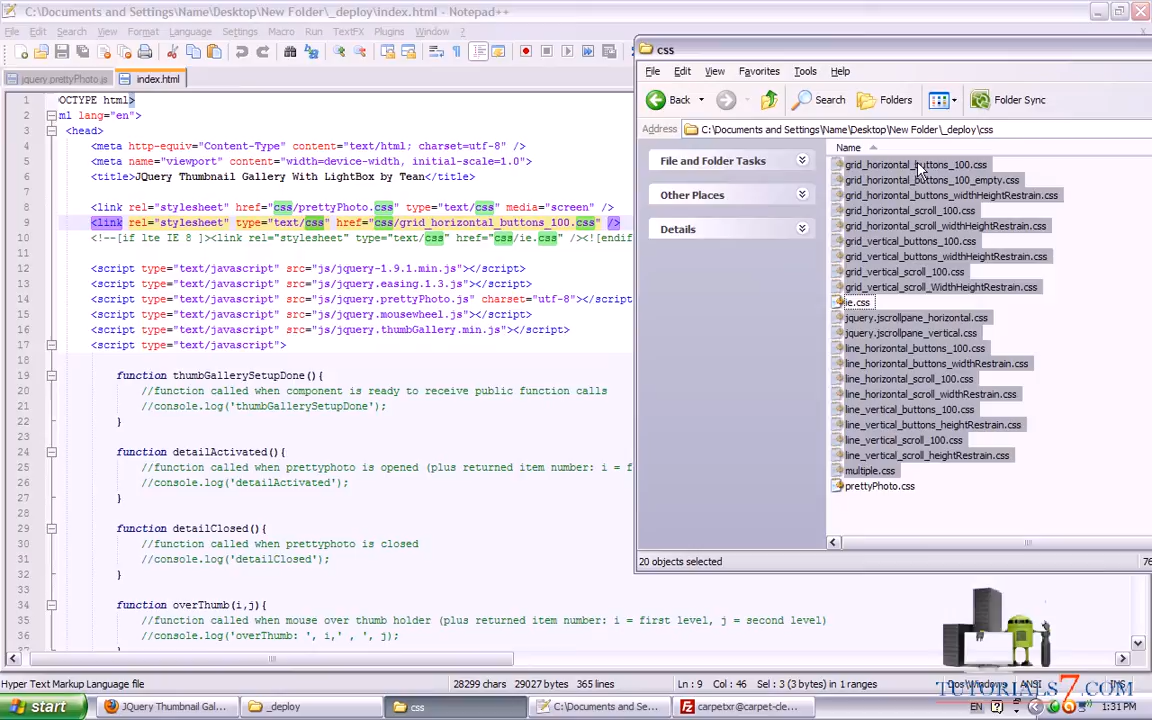 C:\Documents and Settings\Name\Desktop\New Folder\_deploy\index.html - Notepad++
File Edit Search View Format Language Settings Macro Run TextFX Plugins Window
jquery.prettyPhoto.js index.html
1 OCTYPE html>
2 ml lang="en">
3 <head>
4 <meta http-equiv="Content-Type" content="text/html; charset=utf-8" />
5 <meta name="viewport" content="width=device-width, initial-scale=1.0">
6 <title>JQuery Thumbnail Gallery With LightBox by Tean</title>
7
8 <link rel="stylesheet" href="css/prettyPhoto.css" type="text/css" media="screen" />
9 <link rel="stylesheet" type="text/css" href="css/grid_horizontal_buttons_100.css" />
10 <!--[if lte IE 8 ]><link rel="stylesheet" type="text/css" href="css/ie.css" /><![endif
11
12 <script type="text/javascript" src="js/jquery-1.9.1.min.js"></script>
13 <script type="text/javascript" src="js/jquery.easing.1.3.js"></script>
14 <script type="text/javascript" src="js/jquery.prettyPhoto.js" charset="utf-8"></script>
15 <script type="text/javascript" src="js/jquery.mousewheel.js"></script>
16 <script type="text/javascript" src="js/jquery.thumbGallery.min.js"></script>
17 <script type="text/javascript">
18
19 function thumbGallerySetupDone(){
20 //function called when component is ready to receive public function calls
21 //console.log('thumbGallerySetupDone');
22 }
23
24 function detailActivated(){
25 //function called when prettyphoto is opened (plus returned item number: i = f
26 //console.log('detailActivated');
27 }
28
29 function detailClosed(){
30 //function called when prettyphoto is closed
31 //console.log('detailClosed');
32 }
33
34 function overThumb(i,j){
35 //function called when mouse over thumb holder (plus returned item number: i = first level, j = second level)
36 //console.log('overThumb: ', i,' , ', j);
Hyper Text Markup Language file 28299 chars 29027 bytes 365 lines Ln : 9 Col : 46 Sel : 3 (3 bytes) in 1 ranges Dos\Windows ANSI INS
css
File Edit View Favorites Tools Help
Back Search Folders Folder Sync
Address C:\Documents and Settings\Name\Desktop\New Folder\_deploy\css
File and Folder Tasks
Other Places
Details
Name
grid_horizontal_buttons_100.css
grid_horizontal_buttons_100_empty.css
grid_horizontal_buttons_widthHeightRestrain.css
grid_horizontal_scroll_100.css
grid_horizontal_scroll_widthHeightRestrain.css
grid_vertical_buttons_100.css
grid_vertical_buttons_widthHeightRestrain.css
grid_vertical_scroll_100.css
grid_vertical_scroll_WidthHeightRestrain.css
ie.css
jquery.jscrollpane_horizontal.css
jquery.jscrollpane_vertical.css
line_horizontal_buttons_100.css
line_horizontal_buttons_widthRestrain.css
line_horizontal_scroll_100.css
line_horizontal_scroll_widthRestrain.css
line_vertical_buttons_100.css
line_vertical_buttons_heightRestrain.css
line_vertical_scroll_100.css
line_vertical_scroll_heightRestrain.css
multiple.css
prettyPhoto.css
20 objects selected 76
TUTORIALS7.COM
start JQuery Thumbnail Gal... _deploy css C:\Documents and Se... carpetxr@carpet-cle... EN 1:31 PM